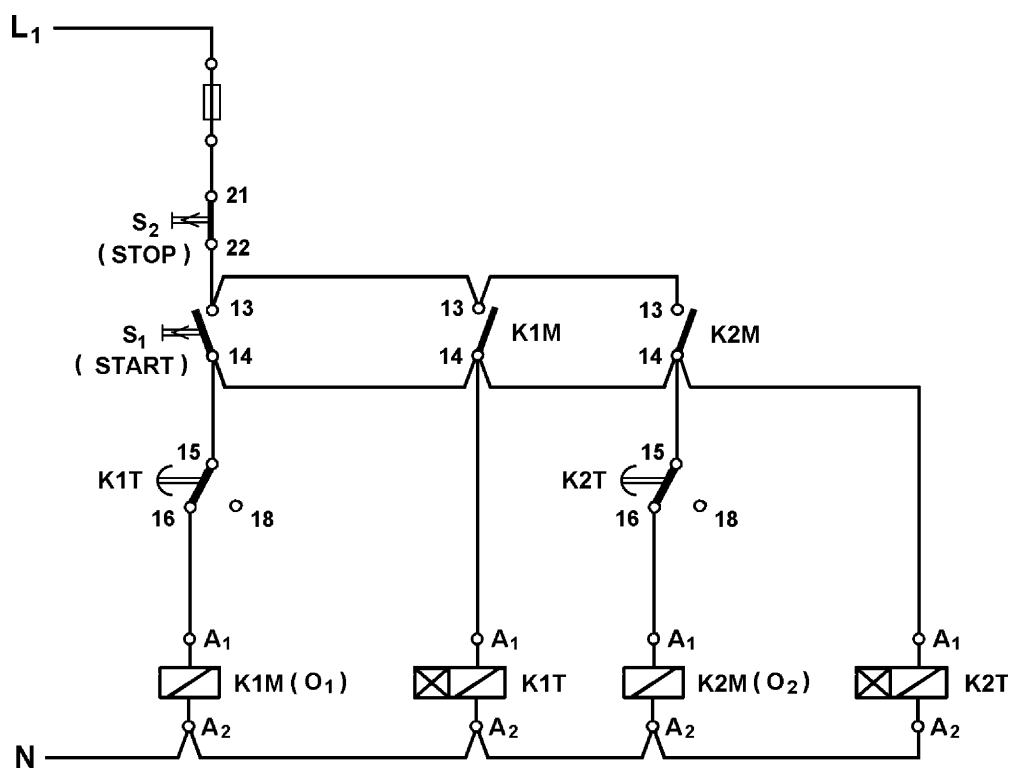 L1
21
S2
(STOP)
22
13
13
13
S1
(START)
14
14
K1M
14
K2M
15
15
K1T
K2T
16
18
16
18
A1
A1
A1
A1
K1M(O1)
K1T
K2M(O2)
K2T
A2
A2
A2
A2
N